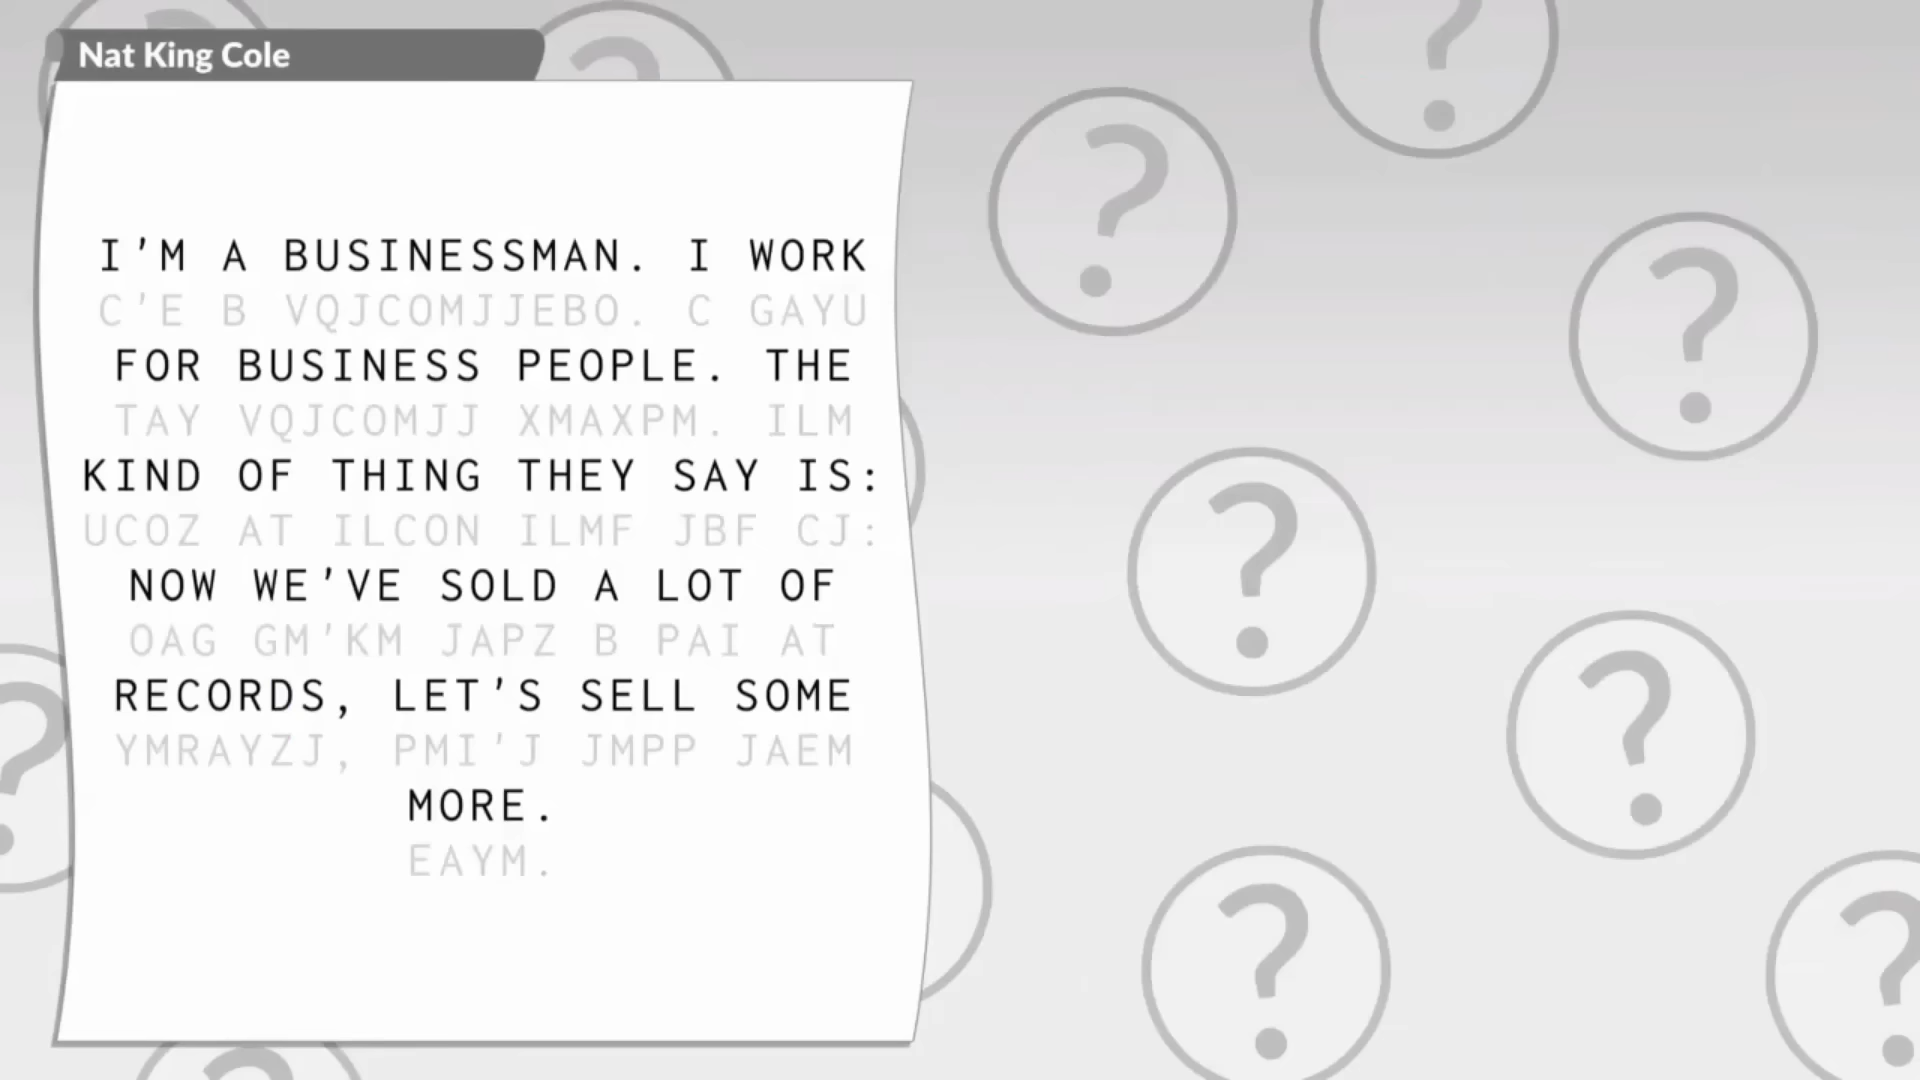 Nat King Cole
I'M A BUSINESSMAN. I WORK
C'E B VQJCOMJJEBO. C GAYU
FOR BUSINESS PEOPLE. THE
TAY VQJCOMJJ XMAXPM. ILM
KIND OF THING THEY SAY IS:
UCOZ AT ILCON ILMF JBF CJ:
NOW WE'VE SOLD A LOT OF
OAG GM'KM JAPZ B PAI AT
RECORDS, LET'S SELL SOME
YMRAYZJ, PMI'J JMPP JAEM
MORE.
EAYM.